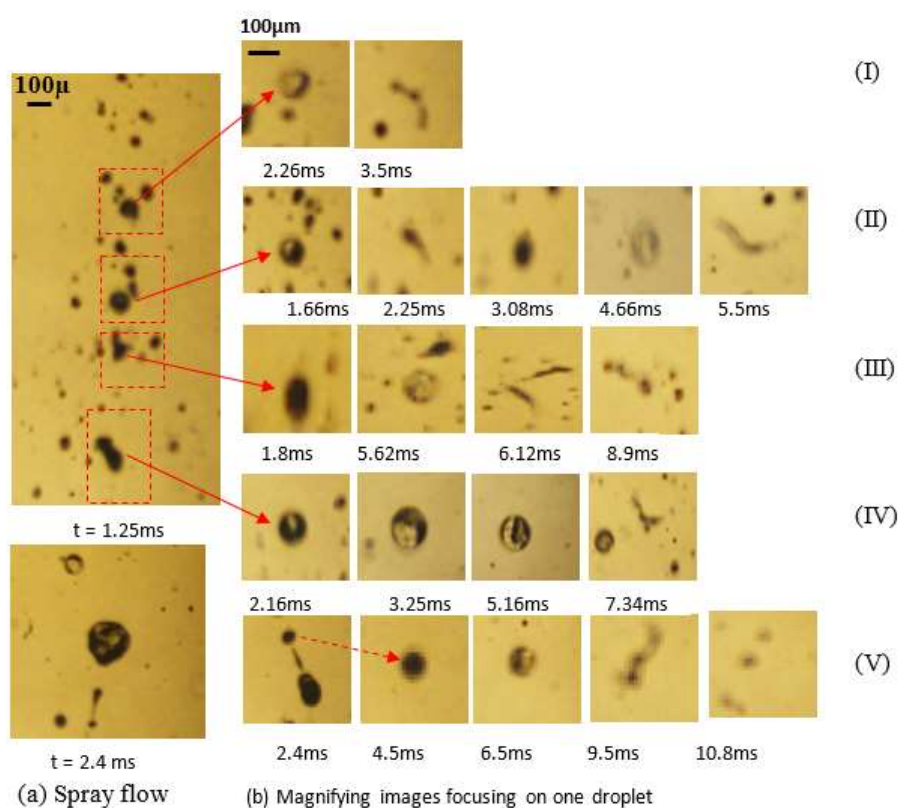 100μm
(I)
100μ
2.26ms 3.5ms
(II)
1.66ms 2.25ms 3.08ms 4.66ms 5.5ms
(III)
1.8ms 5.62ms 6.12ms 8.9ms
(IV)
t = 1.25ms
2.16ms 3.25ms 5.16ms 7.34ms
(V)
2.4ms 4.5ms 6.5ms 9.5ms 10.8ms
t = 2.4 ms
(a) Spray flow
(b) Magnifying images focusing on one droplet